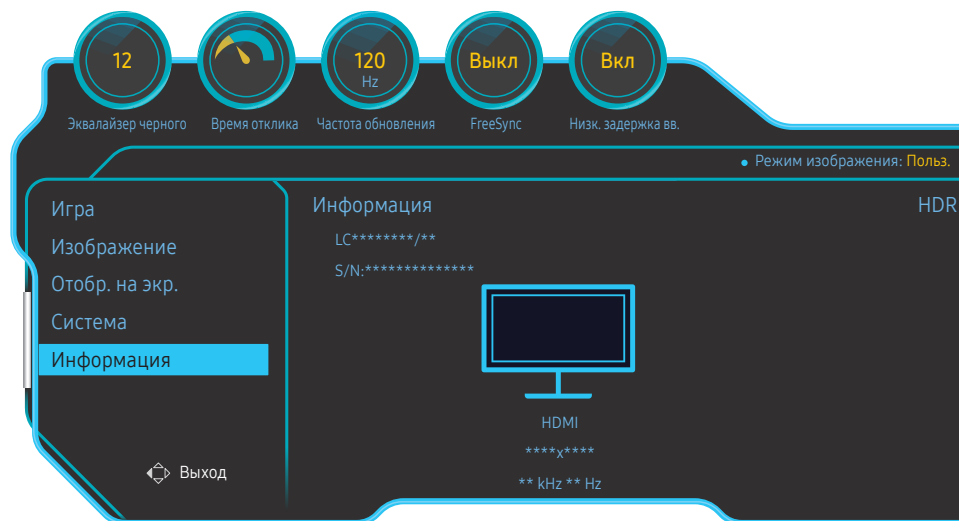 12
120
Hz
Выкл
Вкл
Эквалайзер черного
Время отклика
Частота обновления
FreeSync
Низк. задержка вв.
Режим изображения: Польз.
Игра
Изображение
Отобр. на экр.
Система
Информация
Выход
Информация
HDR
LC********/**
S/N:**************
HDMI
****x****
** kHz ** Hz